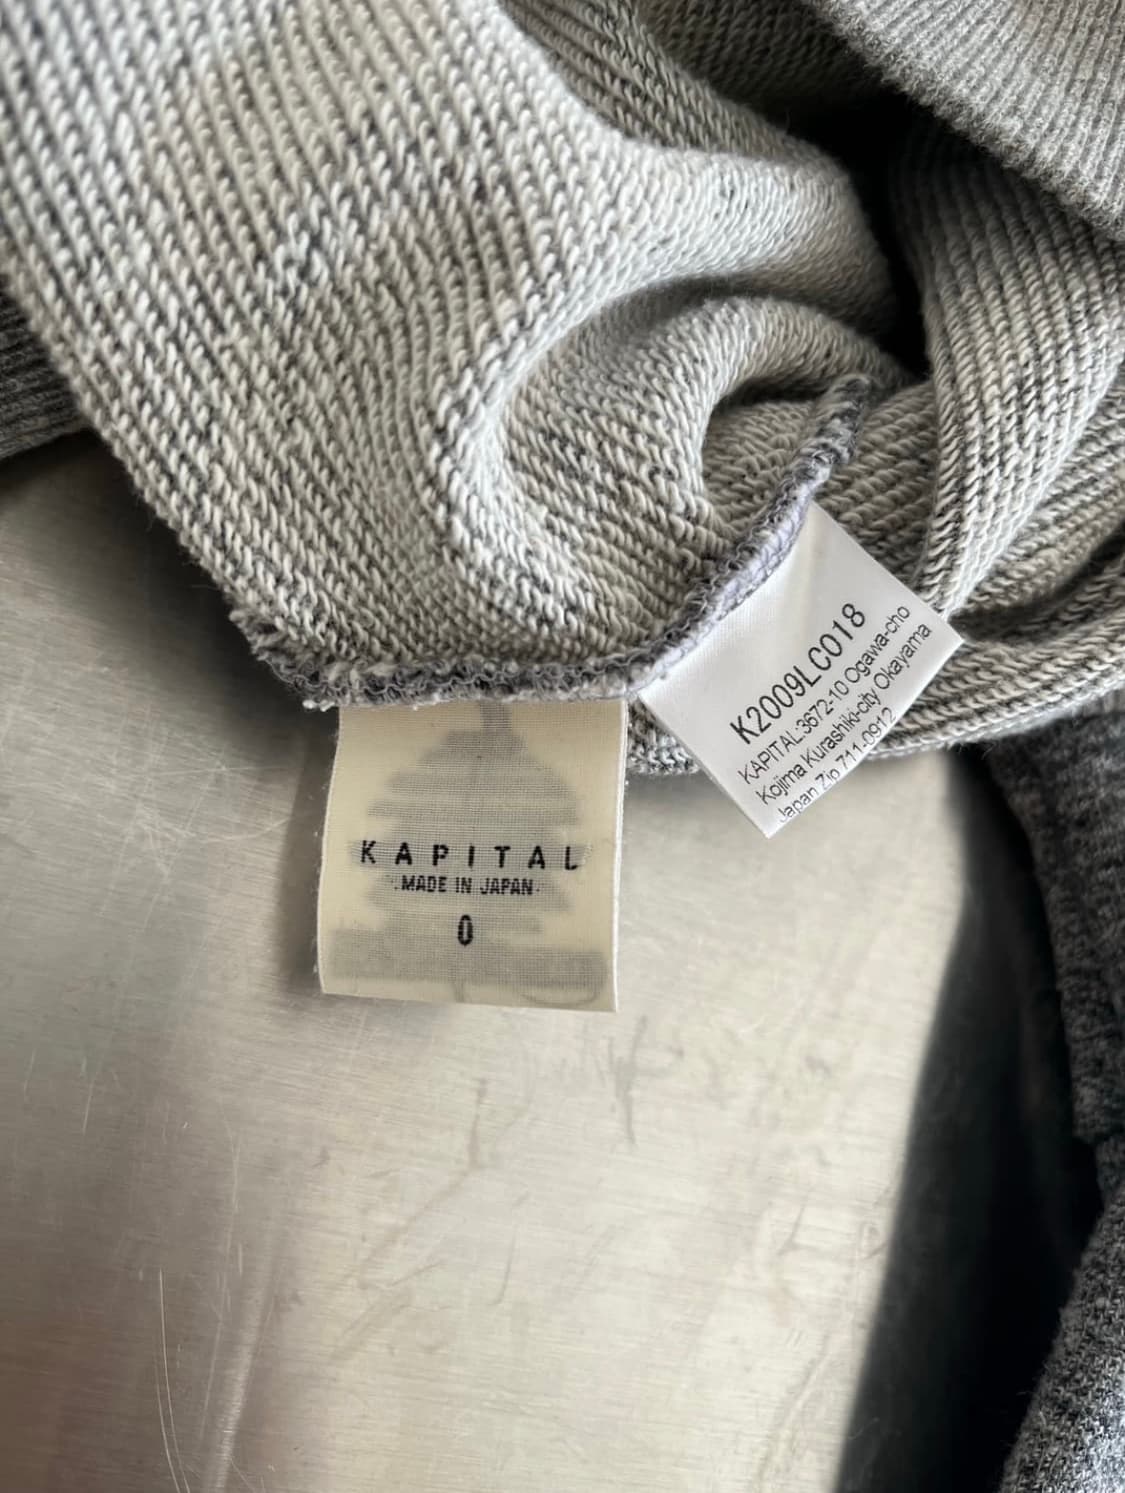 KAPITAL
MADE IN JAPAN
0
K2009LC018
KAPITAL:3672-10 Ogawa-cho
Kojima Kurashiki-city Okayama
Japan Zip 711-0912